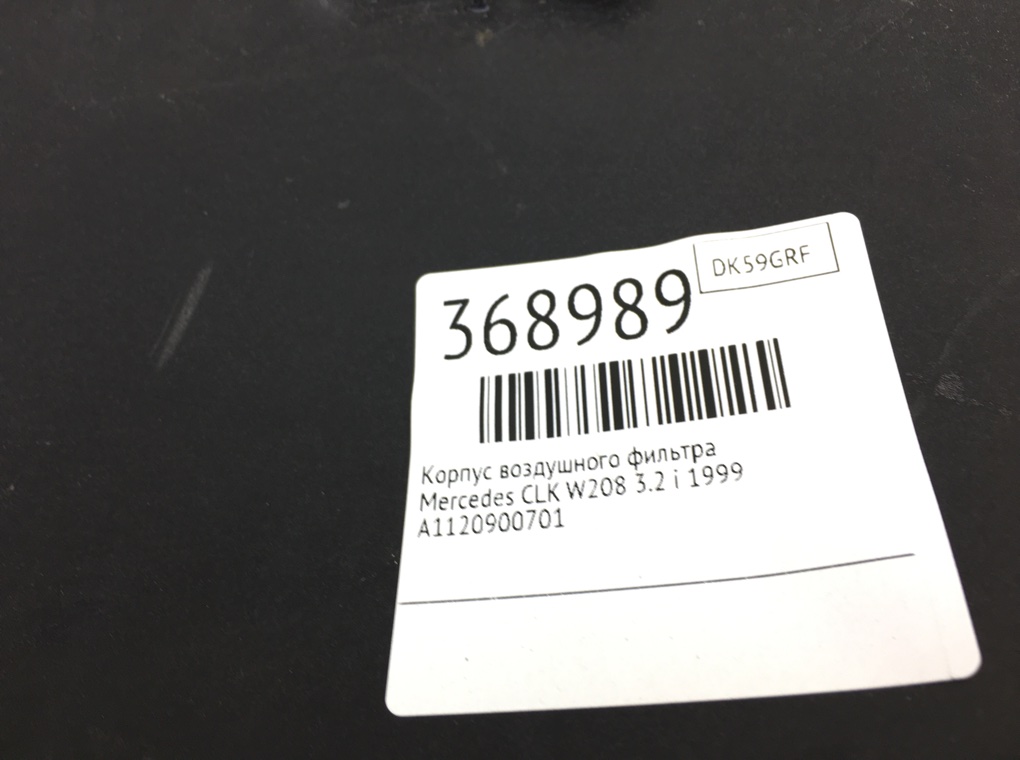 368989
DK59GRF
Корпус воздушного фильтра
Mercedes CLK W208 3.2 i 1999
A1120900701